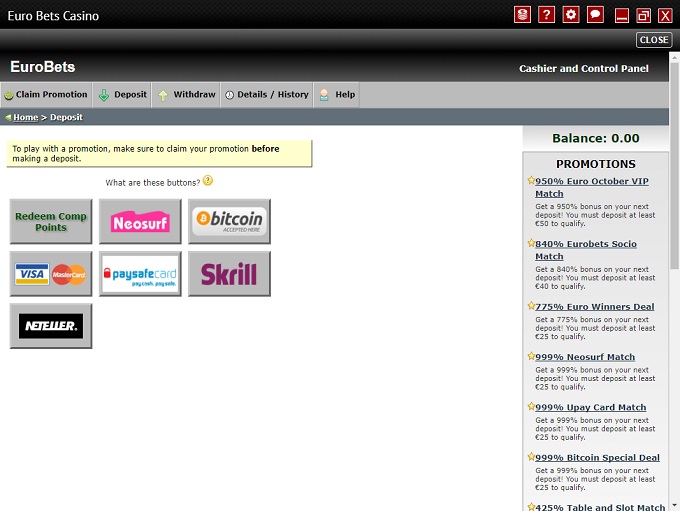 Euro Bets Casino
?
X
CLOSE
EuroBets
Cashier and Control Panel
Claim Promotion
Deposit
Withdraw
Details / History
Help
Home > Deposit
To play with a promotion, make sure to claim your promotion before
making a deposit.
What are these buttons? ?
Redeem Comp
Points
Neosurf
bitcoin
ACCEPTED HERE
VISA
MasterCard
paysafecard
pay cash. pay safe.
Skrill
NETELLER.
Balance: 0.00
PROMOTIONS
950% Euro October VIP
Match
Get a 950% bonus on your next
deposit! You must deposit at least
€50 to qualify.
840% Eurobets Socio
Match
Get a 840% bonus on your next
deposit! You must deposit at least
€40 to qualify.
775% Euro Winners Deal
Get a 775% bonus on your next
deposit! You must deposit at least
€25 to qualify.
999% Neosurf Match
Get a 999% bonus on your next
deposit! You must deposit at least
€25 to qualify.
999% Upay Card Match
Get a 999% bonus on your next
deposit! You must deposit at least
€25 to qualify.
999% Bitcoin Special Deal
Get a 999% bonus on your next
deposit! You must deposit at least
€25 to qualify.
425% Table and Slot Match